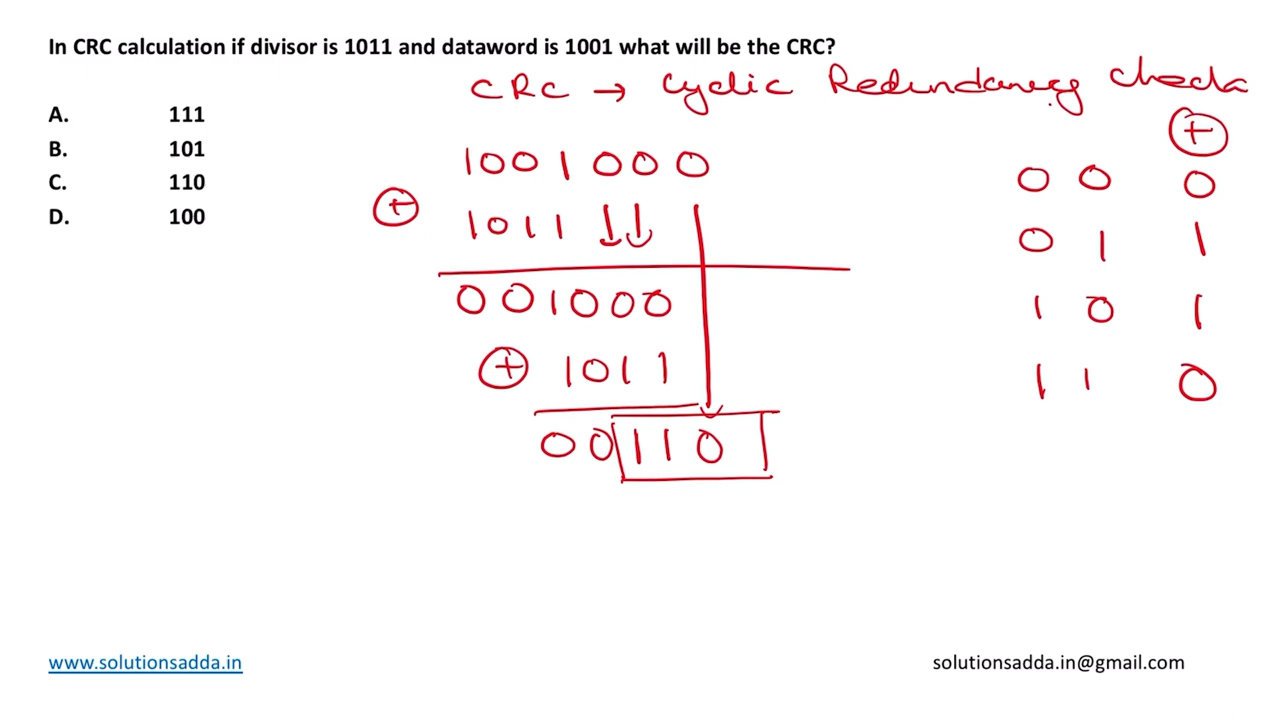 In CRC calculation if divisor is 1011 and dataword is 1001 what will be the CRC?
CRC → Cyclic Redundancy Checka
A. 111
B. 101
C. 110
D. 100
1001000
⊕ 1011
001000
⊕ 1011
00110
⊕
0 0 0
0 1 1
1 0 1
1 1 0
www.solutionsadda.in
solutionsadda.in@gmail.com